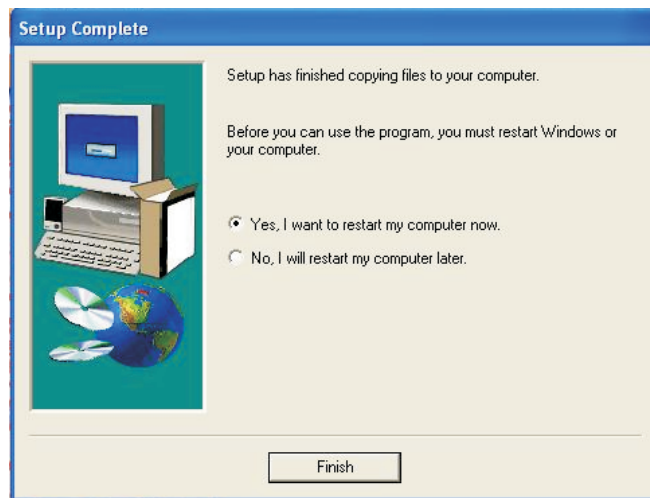 Setup Complete
Setup has finished copying files to your computer.
Before you can use the program, you must restart Windows or
your computer.
Yes, I want to restart my computer now.
No, I will restart my computer later.
Finish